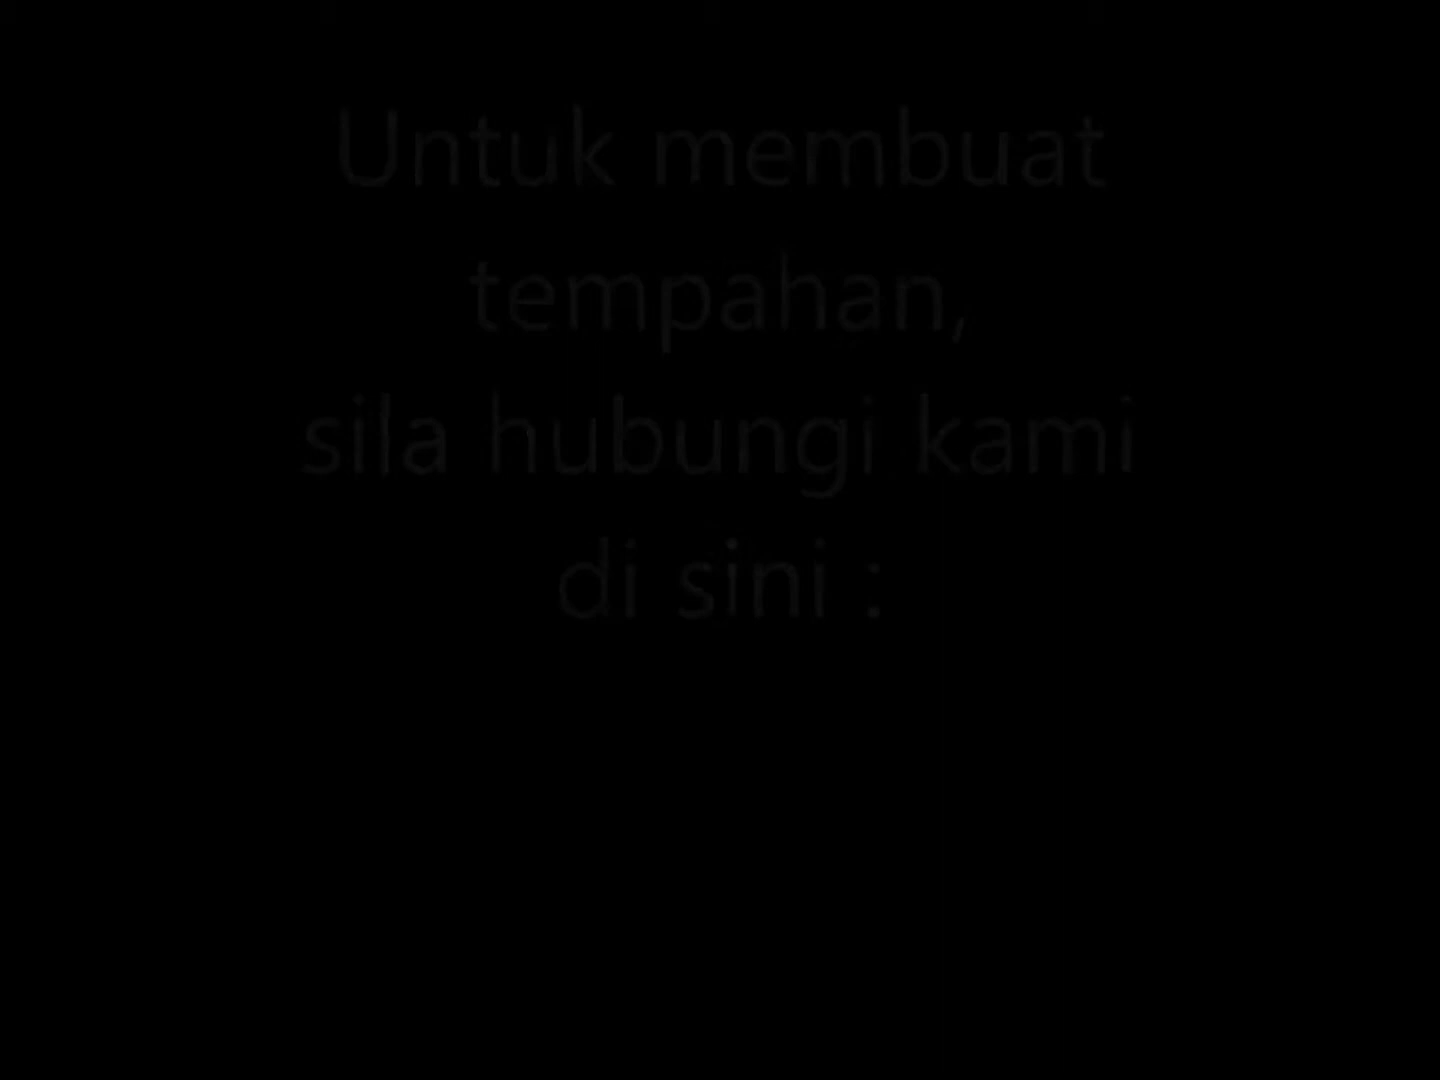 Untuk membuat
tempahan,
sila hubungi kami
di sini :